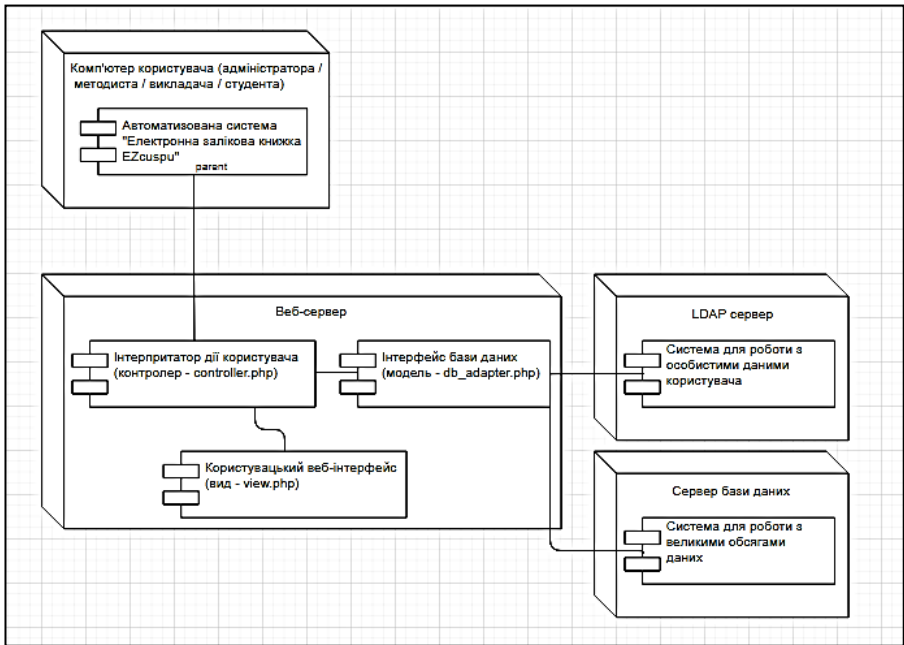 Комп'ютер користувача (адміністратора /
методиста / викладача / студента)
Автоматизована система
"Електронна залікова книжка
EZcuspu"
parent
Веб-сервер
Інтерпритатор дії користувача
(контролер - controller.php)
Інтерфейс бази даних
(модель - db_adapter.php)
Користувацький веб-інтерфейс
(вид - view.php)
LDAP сервер
Система для роботи з
особистими даними
користувача
Сервер бази даних
Система для роботи з
великими обсягами
даних